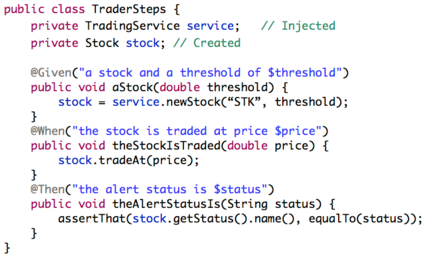 public class TraderSteps {
    private TradingService service;   // Injected
    private Stock stock; // Created

    @Given("a stock and a threshold of $threshold")
    public void aStock(double threshold) {
        stock = service.newStock(“STK”, threshold);
    }
    @When("the stock is traded at price $price")
    public void theStockIsTraded(double price) {
        stock.tradeAt(price);
    }
    @Then("the alert status is $status")
    public void theAlertStatusIs(String status) {
        assertThat(stock.getStatus().name(), equalTo(status));
    }
}